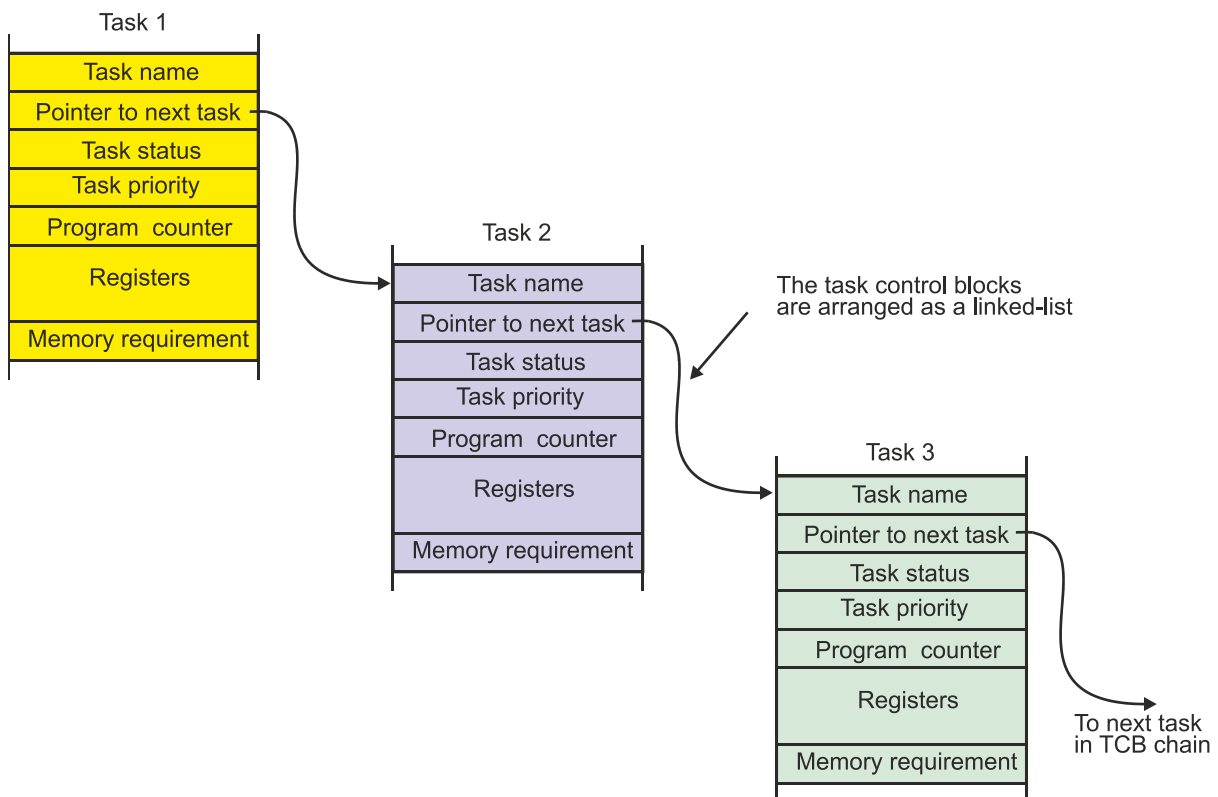 Task 1
Task name
Pointer to next task
Task status
Task priority
Program counter
Registers
Memory requirement
Task 2
Task name
Pointer to next task
Task status
Task priority
Program counter
Registers
Memory requirement
The task control blocks
are arranged as a linked-list
Task 3
Task name
Pointer to next task
Task status
Task priority
Program counter
Registers
Memory requirement
To next task
in TCB chain